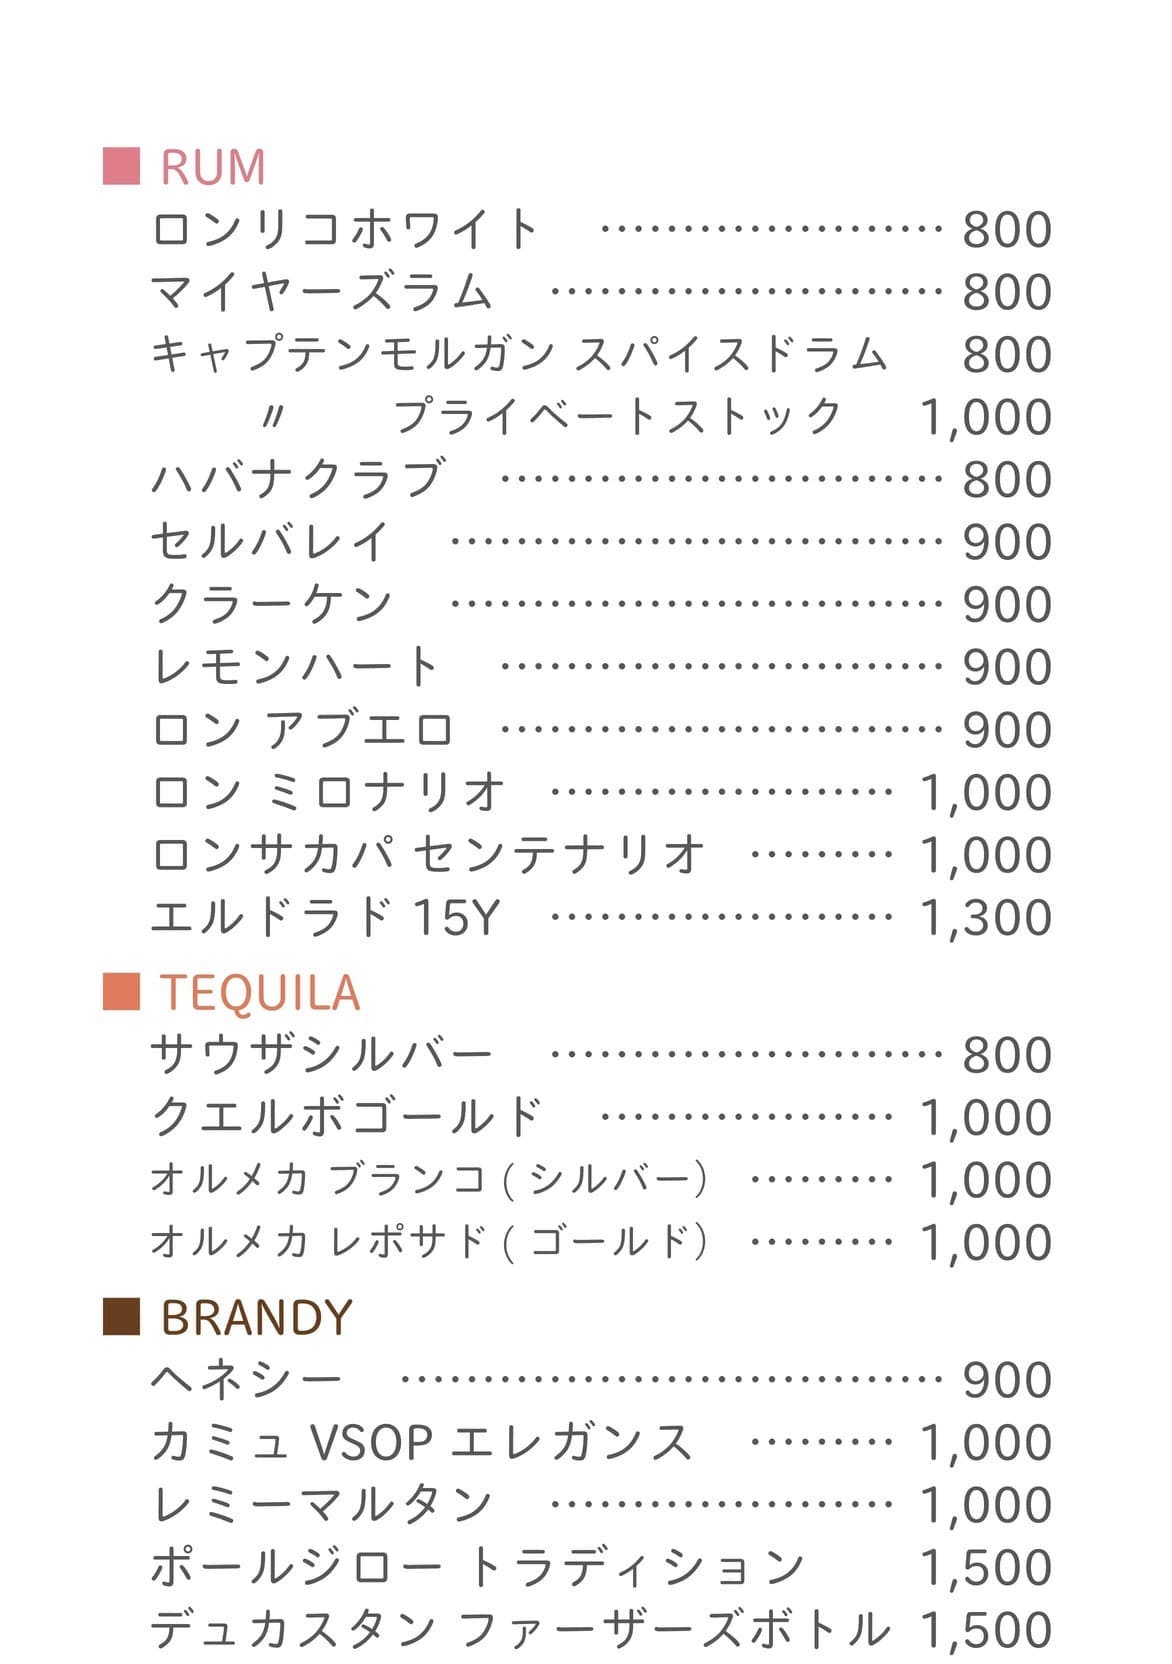 ■ RUM
ロンリコホワイト ………………… 800
マイヤーズラム …………………… 800
キャプテンモルガン スパイスドラム 800
〃 プライベートストック 1,000
ハバナクラブ ……………………… 800
セルバレイ ………………………… 900
クラーケン ………………………… 900
レモンハート ……………………… 900
ロン アブエロ ……………………… 900
ロン ミロナリオ ………………… 1,000
ロンサカパ センテナリオ ……… 1,000
エルドラド 15Y ………………… 1,300
■ TEQUILA
サウザシルバー …………………… 800
クエルボゴールド ……………… 1,000
オルメカ ブランコ ( シルバー） ……… 1,000
オルメカ レポサド ( ゴールド） ……… 1,000
■ BRANDY
ヘネシー …………………………… 900
カミュ VSOP エレガンス ……… 1,000
レミーマルタン ………………… 1,000
ポールジロー トラディション 1,500
デュカスタン ファーザーズボトル 1,500